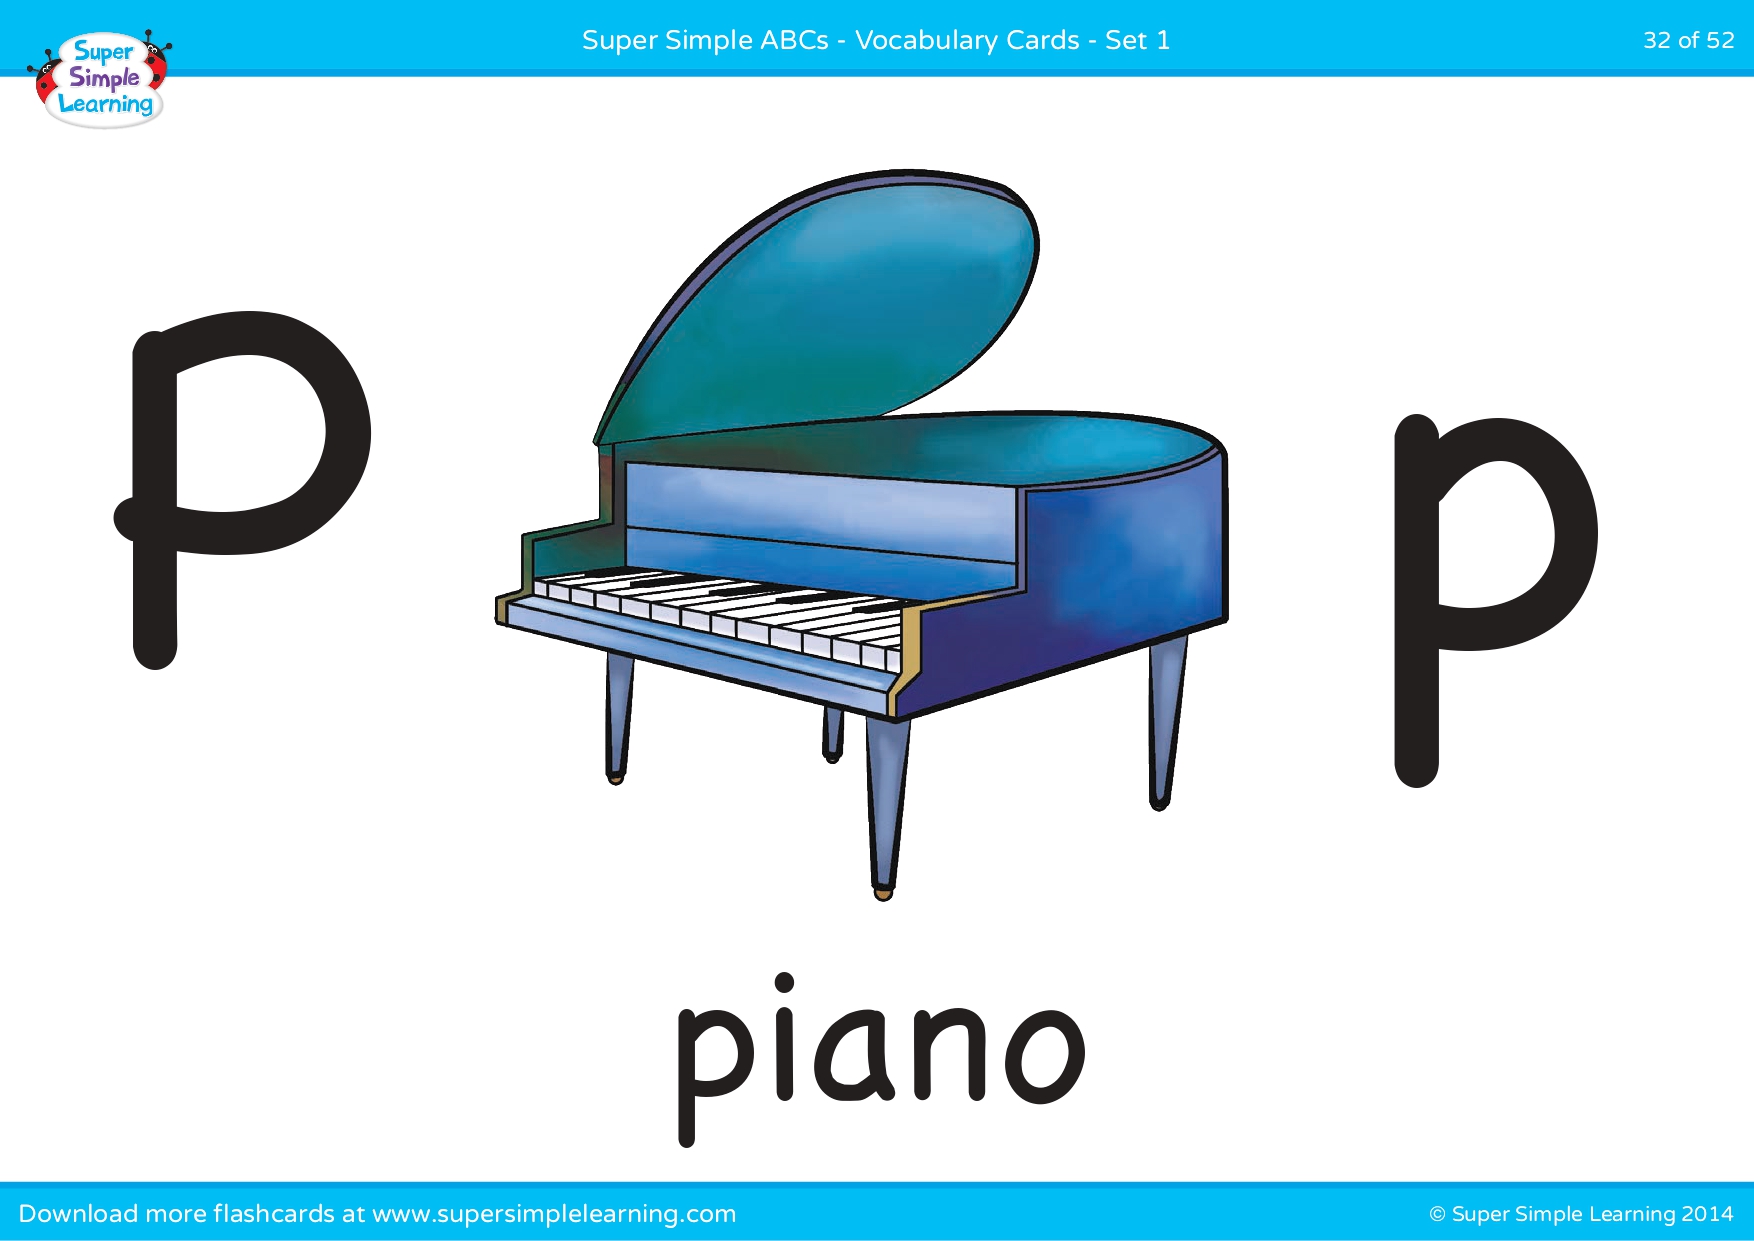 Super Simple ABCs - Vocabulary Cards - Set 1
32 of 52
Super
Simple
Learning
P
p
piano
Download more flashcards at www.supersimplelearning.com
© Super Simple Learning 2014